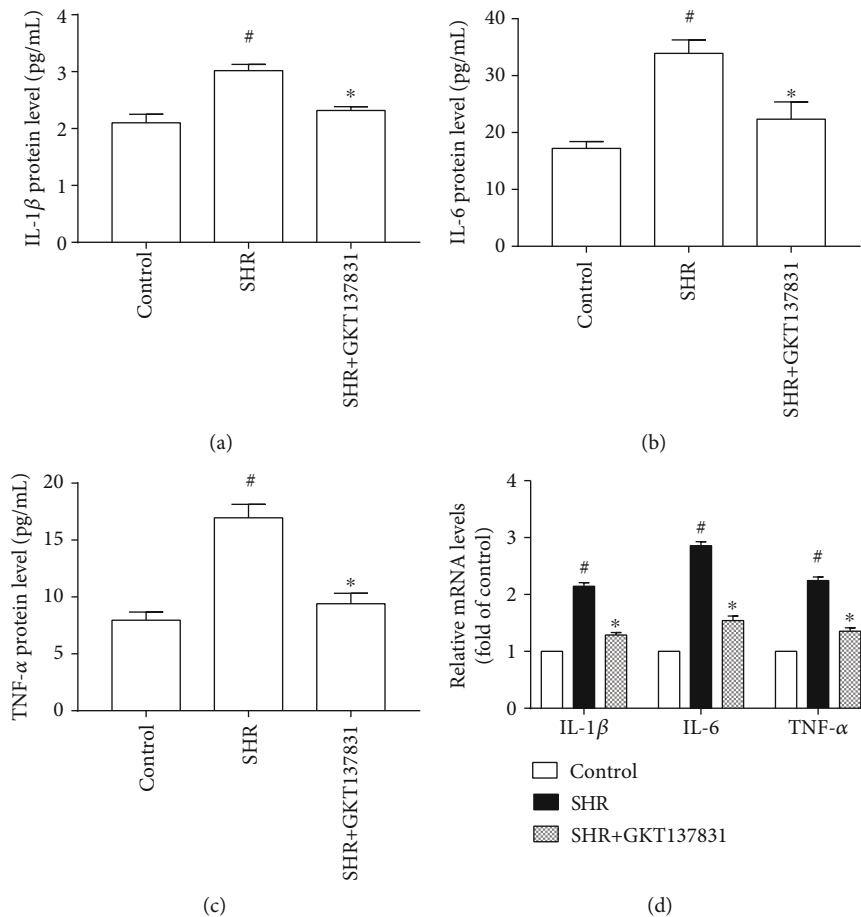 4
3
2
1
0
IL-1β protein level (pg/mL)
#
*
Control
SHR
SHR+GKT137831
(a)
40
30
20
10
0
IL-6 protein level (pg/mL)
#
*
Control
SHR
SHR+GKT137831
(b)
20
15
10
5
0
TNF-α protein level (pg/mL)
#
*
Control
SHR
SHR+GKT137831
(c)
4
3
2
1
0
Relative mRNA levels
(fold of control)
#
*
#
*
#
*
IL-1β IL-6 TNF-α
Control
SHR
SHR+GKT137831
(d)